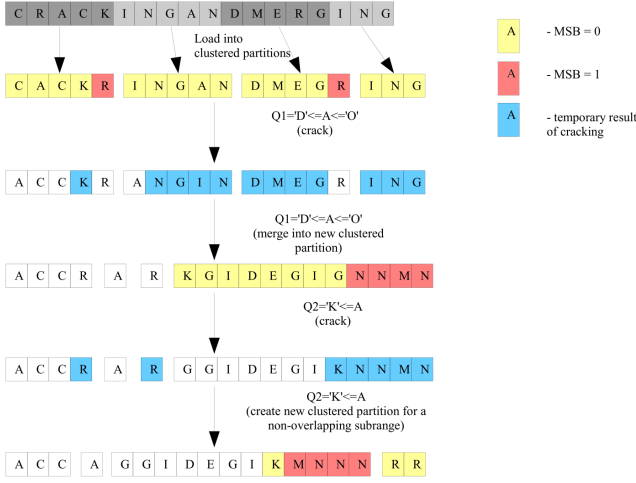 C R A C K I N G A N D M E R G I N G
Load into
clustered partitions
C A C K R I N G A N D M E G R I N G
Q1='D'<=A<='O'
(crack)
A C C K R A N G I N D M E G R I N G
Q1='D'<=A<='O'
(merge into new clustered
partition)
A C C R A R K G I D E G I G N N M N
Q2='K'<=A
(crack)
A C C R A R G G I D E G I K N N M N
Q2='K'<=A
(create new clustered partition for a
non-overlapping subrange)
A C C A G G I D E G I K M N N N R R
A - MSB = 0
A - MSB = 1
A - temporary result
of cracking